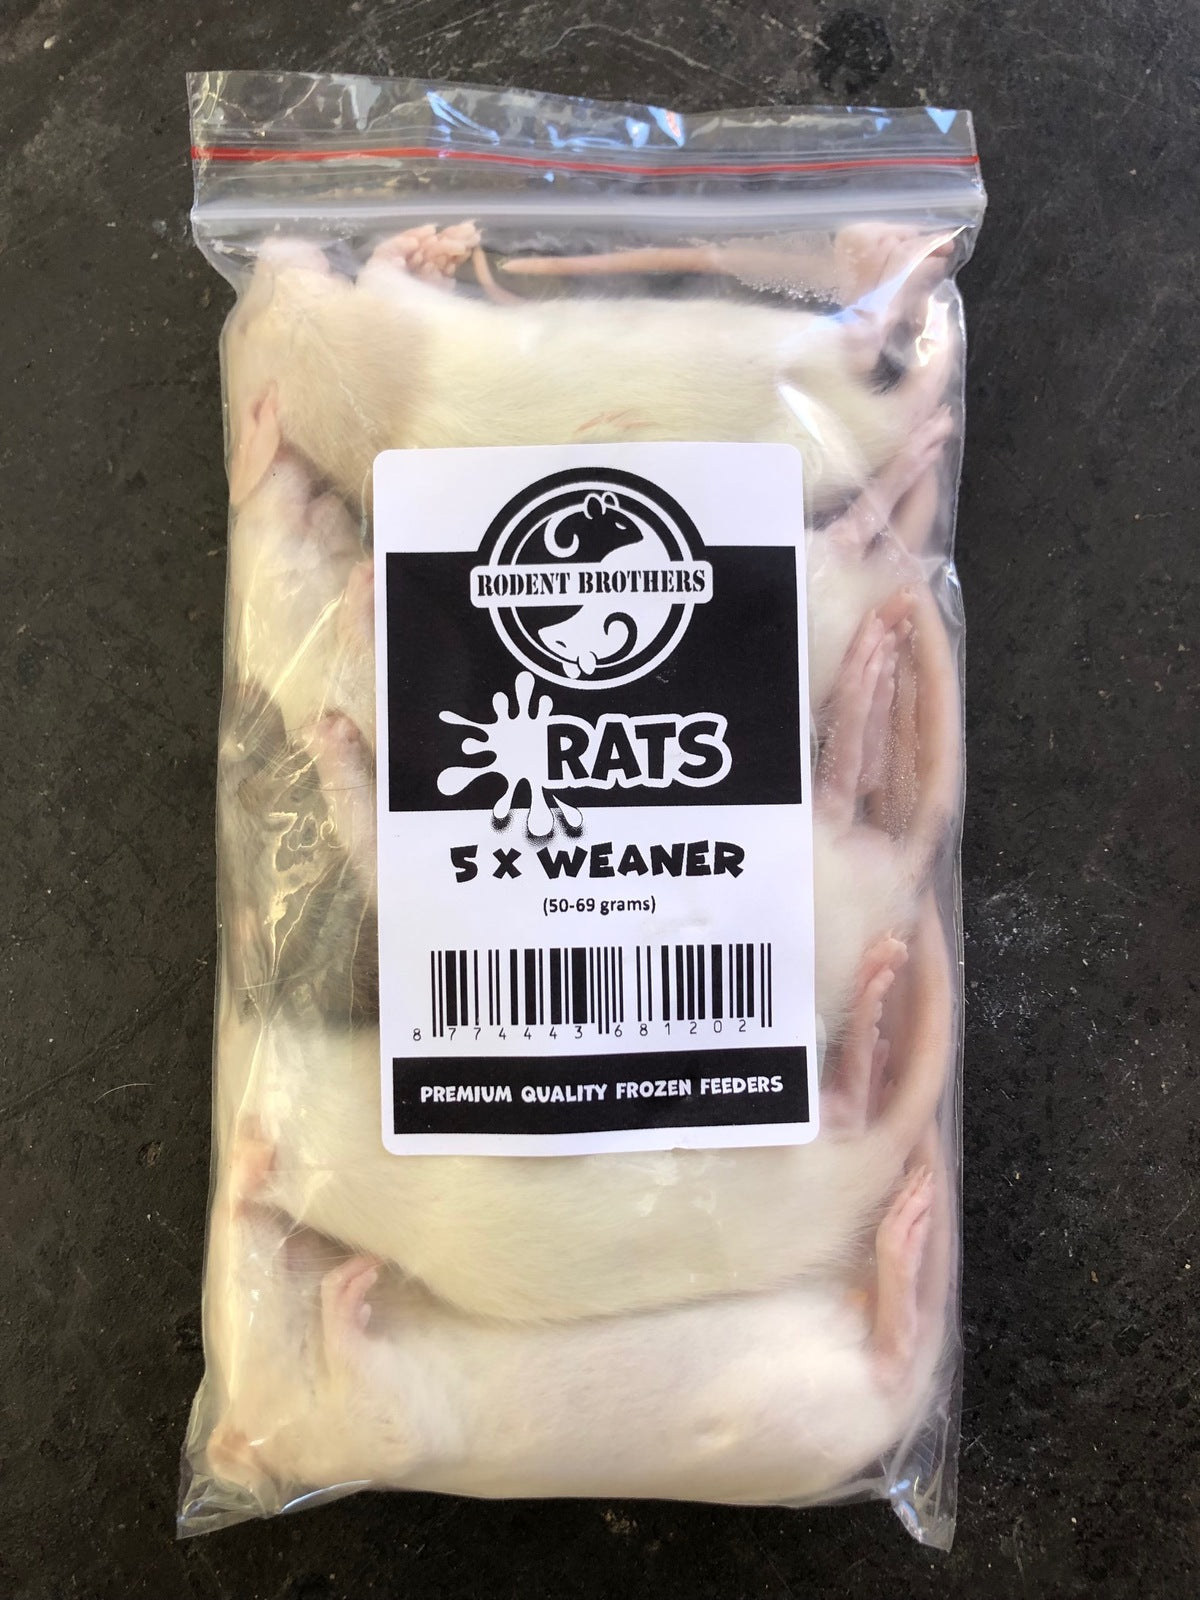 RODENT BROTHERS
RATS
5 X WEANER
(50-69 grams)
8 774443 681202
PREMIUM QUALITY FROZEN FEEDERS